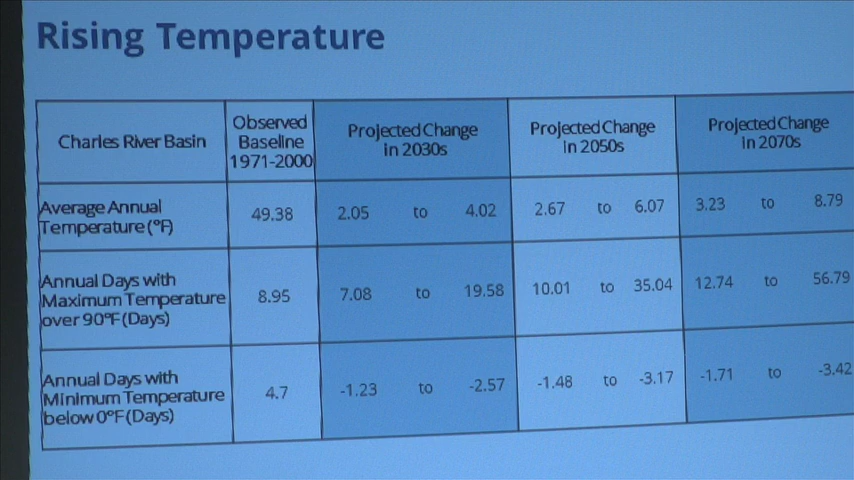 Rising Temperature
Charles River Basin
Observed
Baseline
1971-2000
Projected Change
in 2030s
Projected Change
in 2050s
Projected Change
in 2070s
Average Annual
Temperature (°F)
49.38
2.05 to 4.02
2.67 to 6.07
3.23 to 8.79
Annual Days with
Maximum Temperature
over 90°F (Days)
8.95
7.08 to 19.58
10.01 to 35.04
12.74 to 56.79
Annual Days with
Minimum Temperature
below 0°F (Days)
4.7
-1.23 to -2.57
-1.48 to -3.17
-1.71 to -3.42